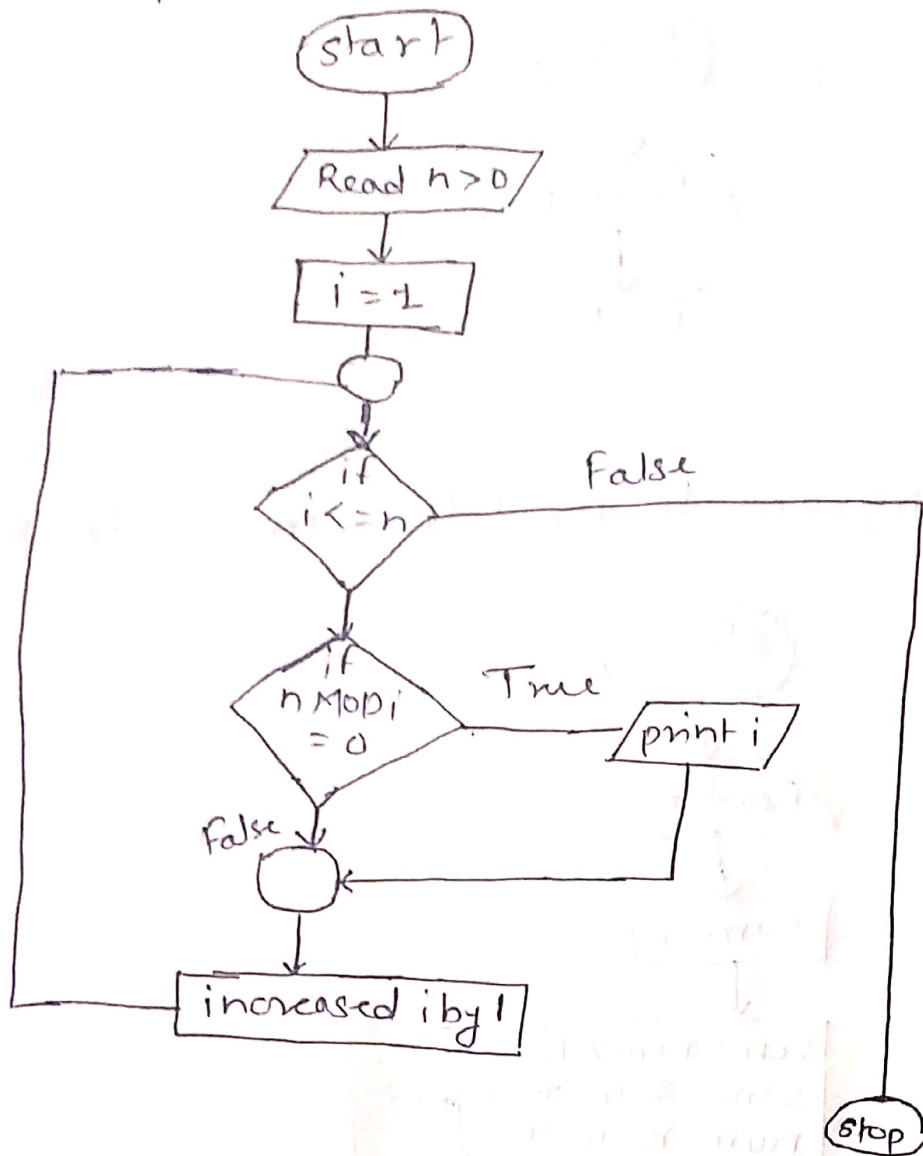 start
Read n>0
i = 1
if
i <= n
False
if
n MOD i
= 0
True
print i
False
increased i by 1
stop